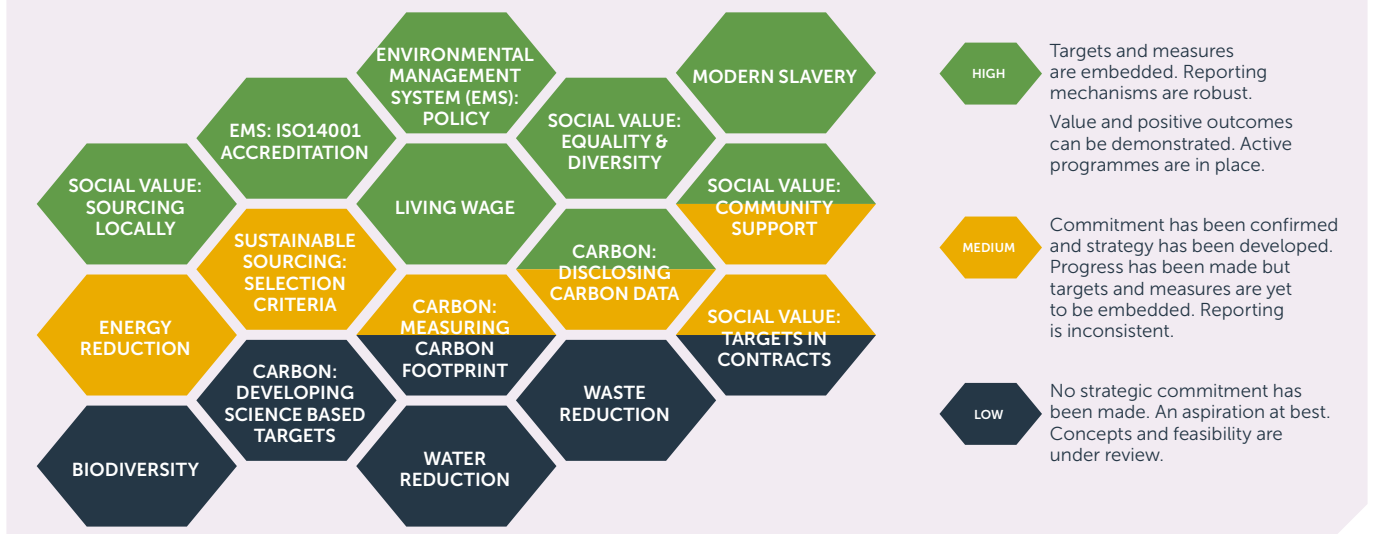 ENVIRONMENTAL
MANAGEMENT
SYSTEM (EMS):
POLICY
MODERN SLAVERY
EMS: ISO14001
ACCREDITATION
SOCIAL VALUE:
EQUALITY &
DIVERSITY
SOCIAL VALUE:
SOURCING
LOCALLY
LIVING WAGE
SOCIAL VALUE:
COMMUNITY
SUPPORT
SUSTAINABLE
SOURCING:
SELECTION
CRITERIA
CARBON:
DISCLOSING
CARBON DATA
ENERGY
REDUCTION
CARBON:
MEASURING
CARBON
FOOTPRINT
SOCIAL VALUE:
TARGETS IN
CONTRACTS
CARBON:
DEVELOPING
SCIENCE BASED
TARGETS
WASTE
REDUCTION
BIODIVERSITY
WATER
REDUCTION
HIGH
Targets and measures
are embedded. Reporting
mechanisms are robust.
Value and positive outcomes
can be demonstrated. Active
programmes are in place.
MEDIUM
Commitment has been confirmed
and strategy has been developed.
Progress has been made but
targets and measures are yet
to be embedded. Reporting
is inconsistent.
LOW
No strategic commitment has
been made. An aspiration at best.
Concepts and feasibility are
under review.